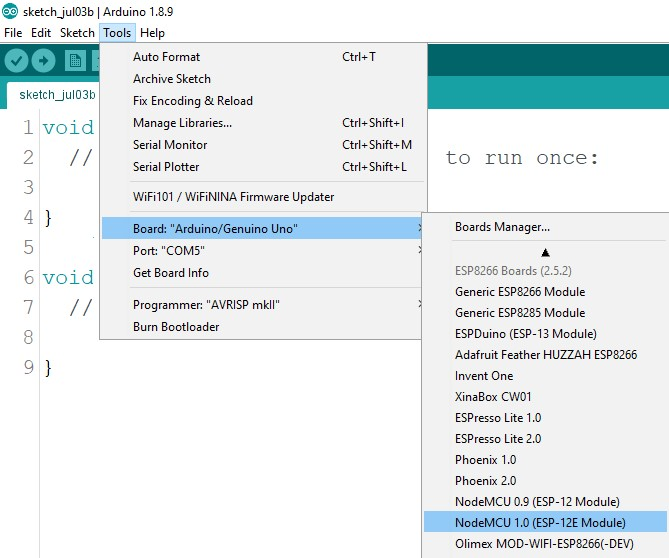 sketch_jul03b | Arduino 1.8.9
File Edit Sketch Tools Help
sketch_jul03b
1 void
2 // to run once:
3
4 }
5
6 void
7 //
8
9 }
Auto Format Ctrl+T
Archive Sketch
Fix Encoding & Reload
Manage Libraries... Ctrl+Shift+I
Serial Monitor Ctrl+Shift+M
Serial Plotter Ctrl+Shift+L
WiFi101 / WiFiNINA Firmware Updater
Board: "Arduino/Genuino Uno"
Port: "COM5"
Get Board Info
Programmer: "AVRISP mkII"
Burn Bootloader
Boards Manager...
ESP8266 Boards (2.5.2)
Generic ESP8266 Module
Generic ESP8285 Module
ESPDuino (ESP-13 Module)
Adafruit Feather HUZZAH ESP8266
Invent One
XinaBox CW01
ESPresso Lite 1.0
ESPresso Lite 2.0
Phoenix 1.0
Phoenix 2.0
NodeMCU 0.9 (ESP-12 Module)
NodeMCU 1.0 (ESP-12E Module)
Olimex MOD-WIFI-ESP8266(-DEV)